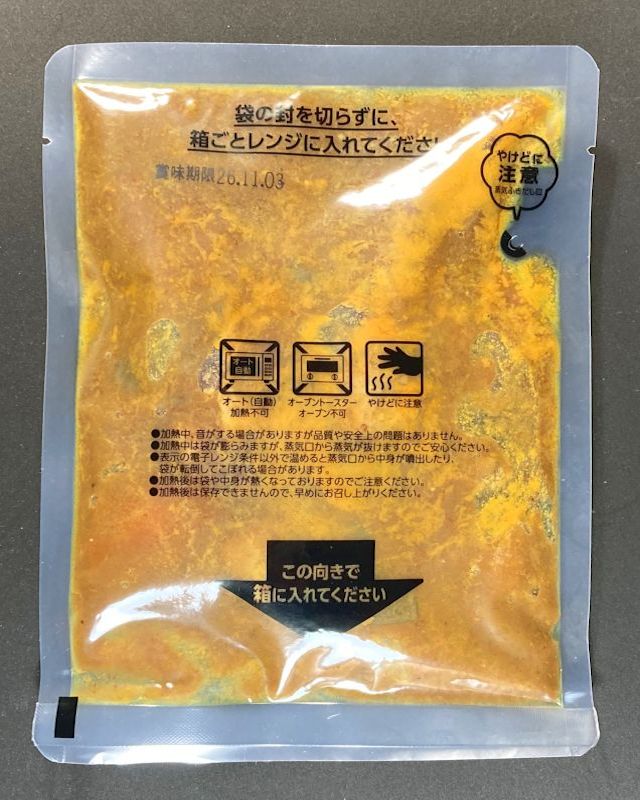 袋の封を切らずに、
箱ごとレンジに入れてください
賞味期限26.11.03
やけどに
注意
蒸気ふきだし口
オート
自動
オート(自動)
加熱不可
オーブントースター
オーブン不可
やけどに注意
●加熱中、音がする場合がありますが品質や安全上の問題はありません。
●加熱中は袋が膨らみますが、蒸気口から蒸気が抜けますのでご安心ください。
●表示の電子レンジ条件以外で温めると蒸気口から中身が噴出したり、
袋が転倒してこぼれる場合があります。
●加熱後は袋や中身が熱くなっておりますのでご注意ください。
●加熱後は保存できませんので、早めにお召し上がりください。
この向きで
箱に入れてください